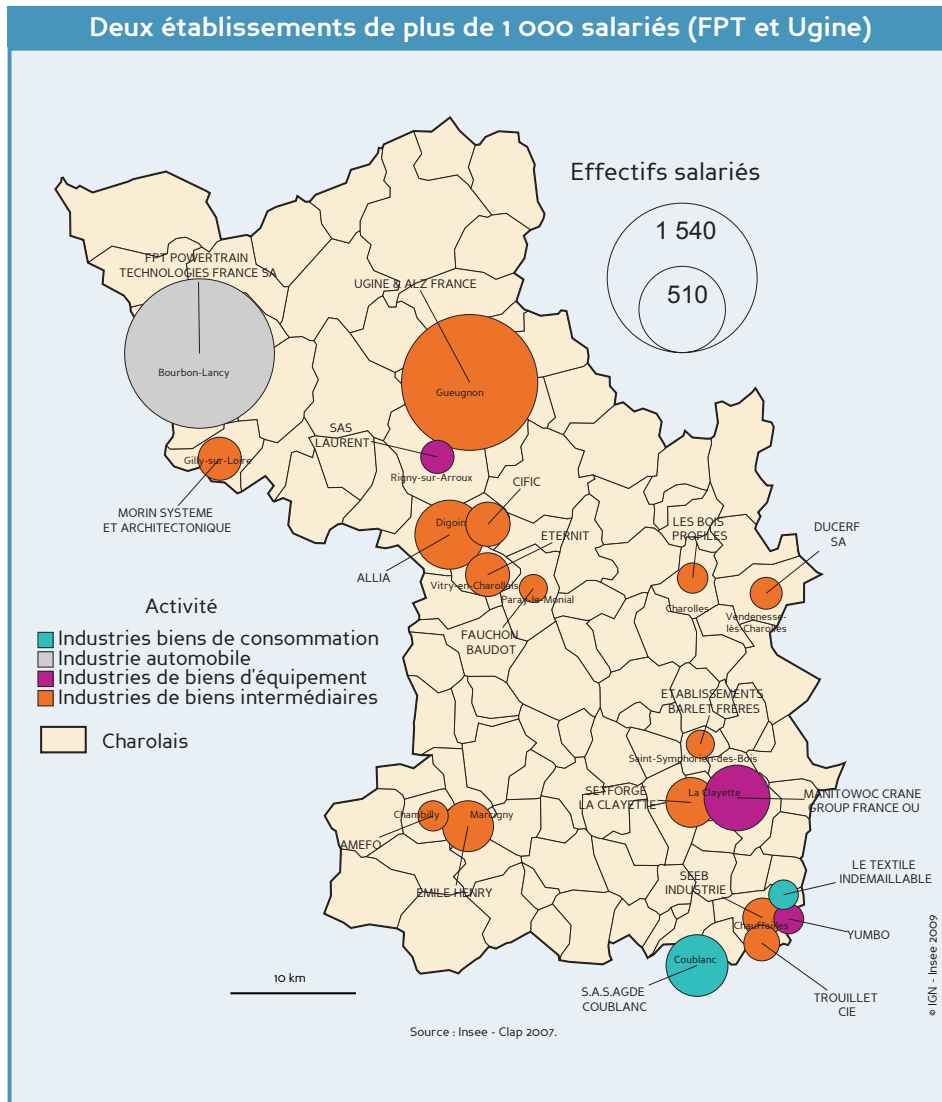 Deux établissements de plus de 1 000 salariés (FPT et Ugine)
Effectifs salariés
1 540
510
FPT POWERTRAIN
TECHNOLOGIES FRANCE SA
UGINE & ALZ FRANCE
Bourbon-Lancy
Gueugnon
SAS
LAURENT
Gilly-sur-Loire
Rigny-sur-Arroux
CIFIC
MORIN SYSTEME
ET ARCHITECTONIQUE
Digoin
ETERNIT
LES BOIS
PROFILES
DUCERF
SA
ALLIA
Vitry-en-Charollais
Paray-le-Monial
Charolles
Vendenesse-
lès-Charolles
FAUCHON
BAUDOT
Activité
Industries biens de consommation
Industrie automobile
Industries de biens d'équipement
Industries de biens intermédiaires
Charolais
ETABLISSEMENTS
BARLET FRERES
Saint-Symphorien-des-Bois
SETFORGE
LA CLAYETTE
La Clayette
MANITOWOC CRANE
GROUP FRANCE OU
Chambilly
Marcigny
AMEFO
EMILE HENRY
SEEB
INDUSTRIE
LE TEXTILE
INDEMAILLABLE
Chauffailles
YUMBO
Coublanc
S.A.S.AGDE
COUBLANC
TROUILLET
CIE
10 km
Source : Insee - Clap 2007.
© IGN - Insee 2009